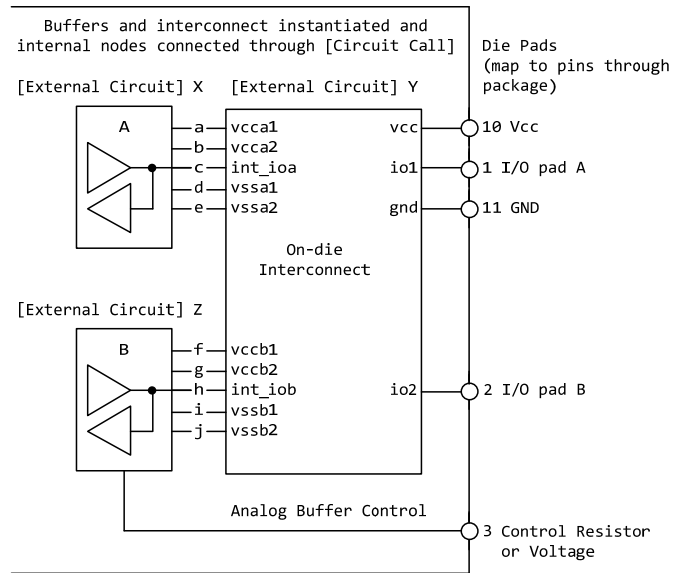 Buffers and interconnect instantiated and
internal nodes connected through [Circuit Call]
Die Pads
(map to pins through
package)
[External Circuit] X
[External Circuit] Y
A
a
vcca1
vcc
10 Vcc
b
vcca2
c
int_ioa
io1
1 I/O pad A
d
vssa1
e
vssa2
gnd
11 GND
On-die
Interconnect
[External Circuit] Z
B
f
vccb1
g
vccb2
h
int_iob
io2
2 I/O pad B
i
vssb1
j
vssb2
Analog Buffer Control
3 Control Resistor
or Voltage